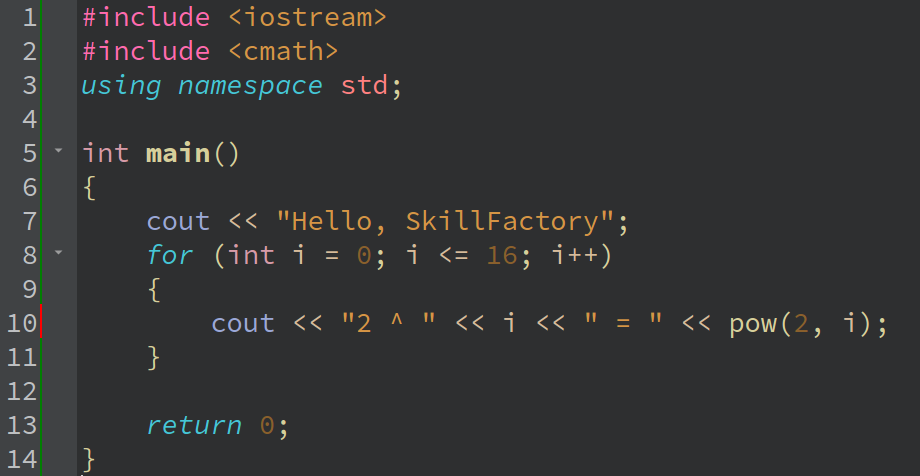 1 #include <iostream>
2 #include <cmath>
3 using namespace std;
4
5 int main()
6 {
7     cout << "Hello, SkillFactory";
8     for (int i = 0; i <= 16; i++)
9     {
10         cout << "2 ^ " << i << " = " << pow(2, i);
11     }
12
13     return 0;
14 }